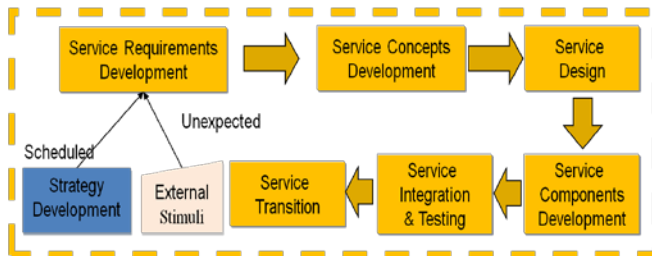 Service Requirements
Development
Service Concepts
Development
Service
Design
Unexpected
Scheduled
Strategy
Development
External
Stimuli
Service
Transition
Service
Integration
& Testing
Service
Components
Development